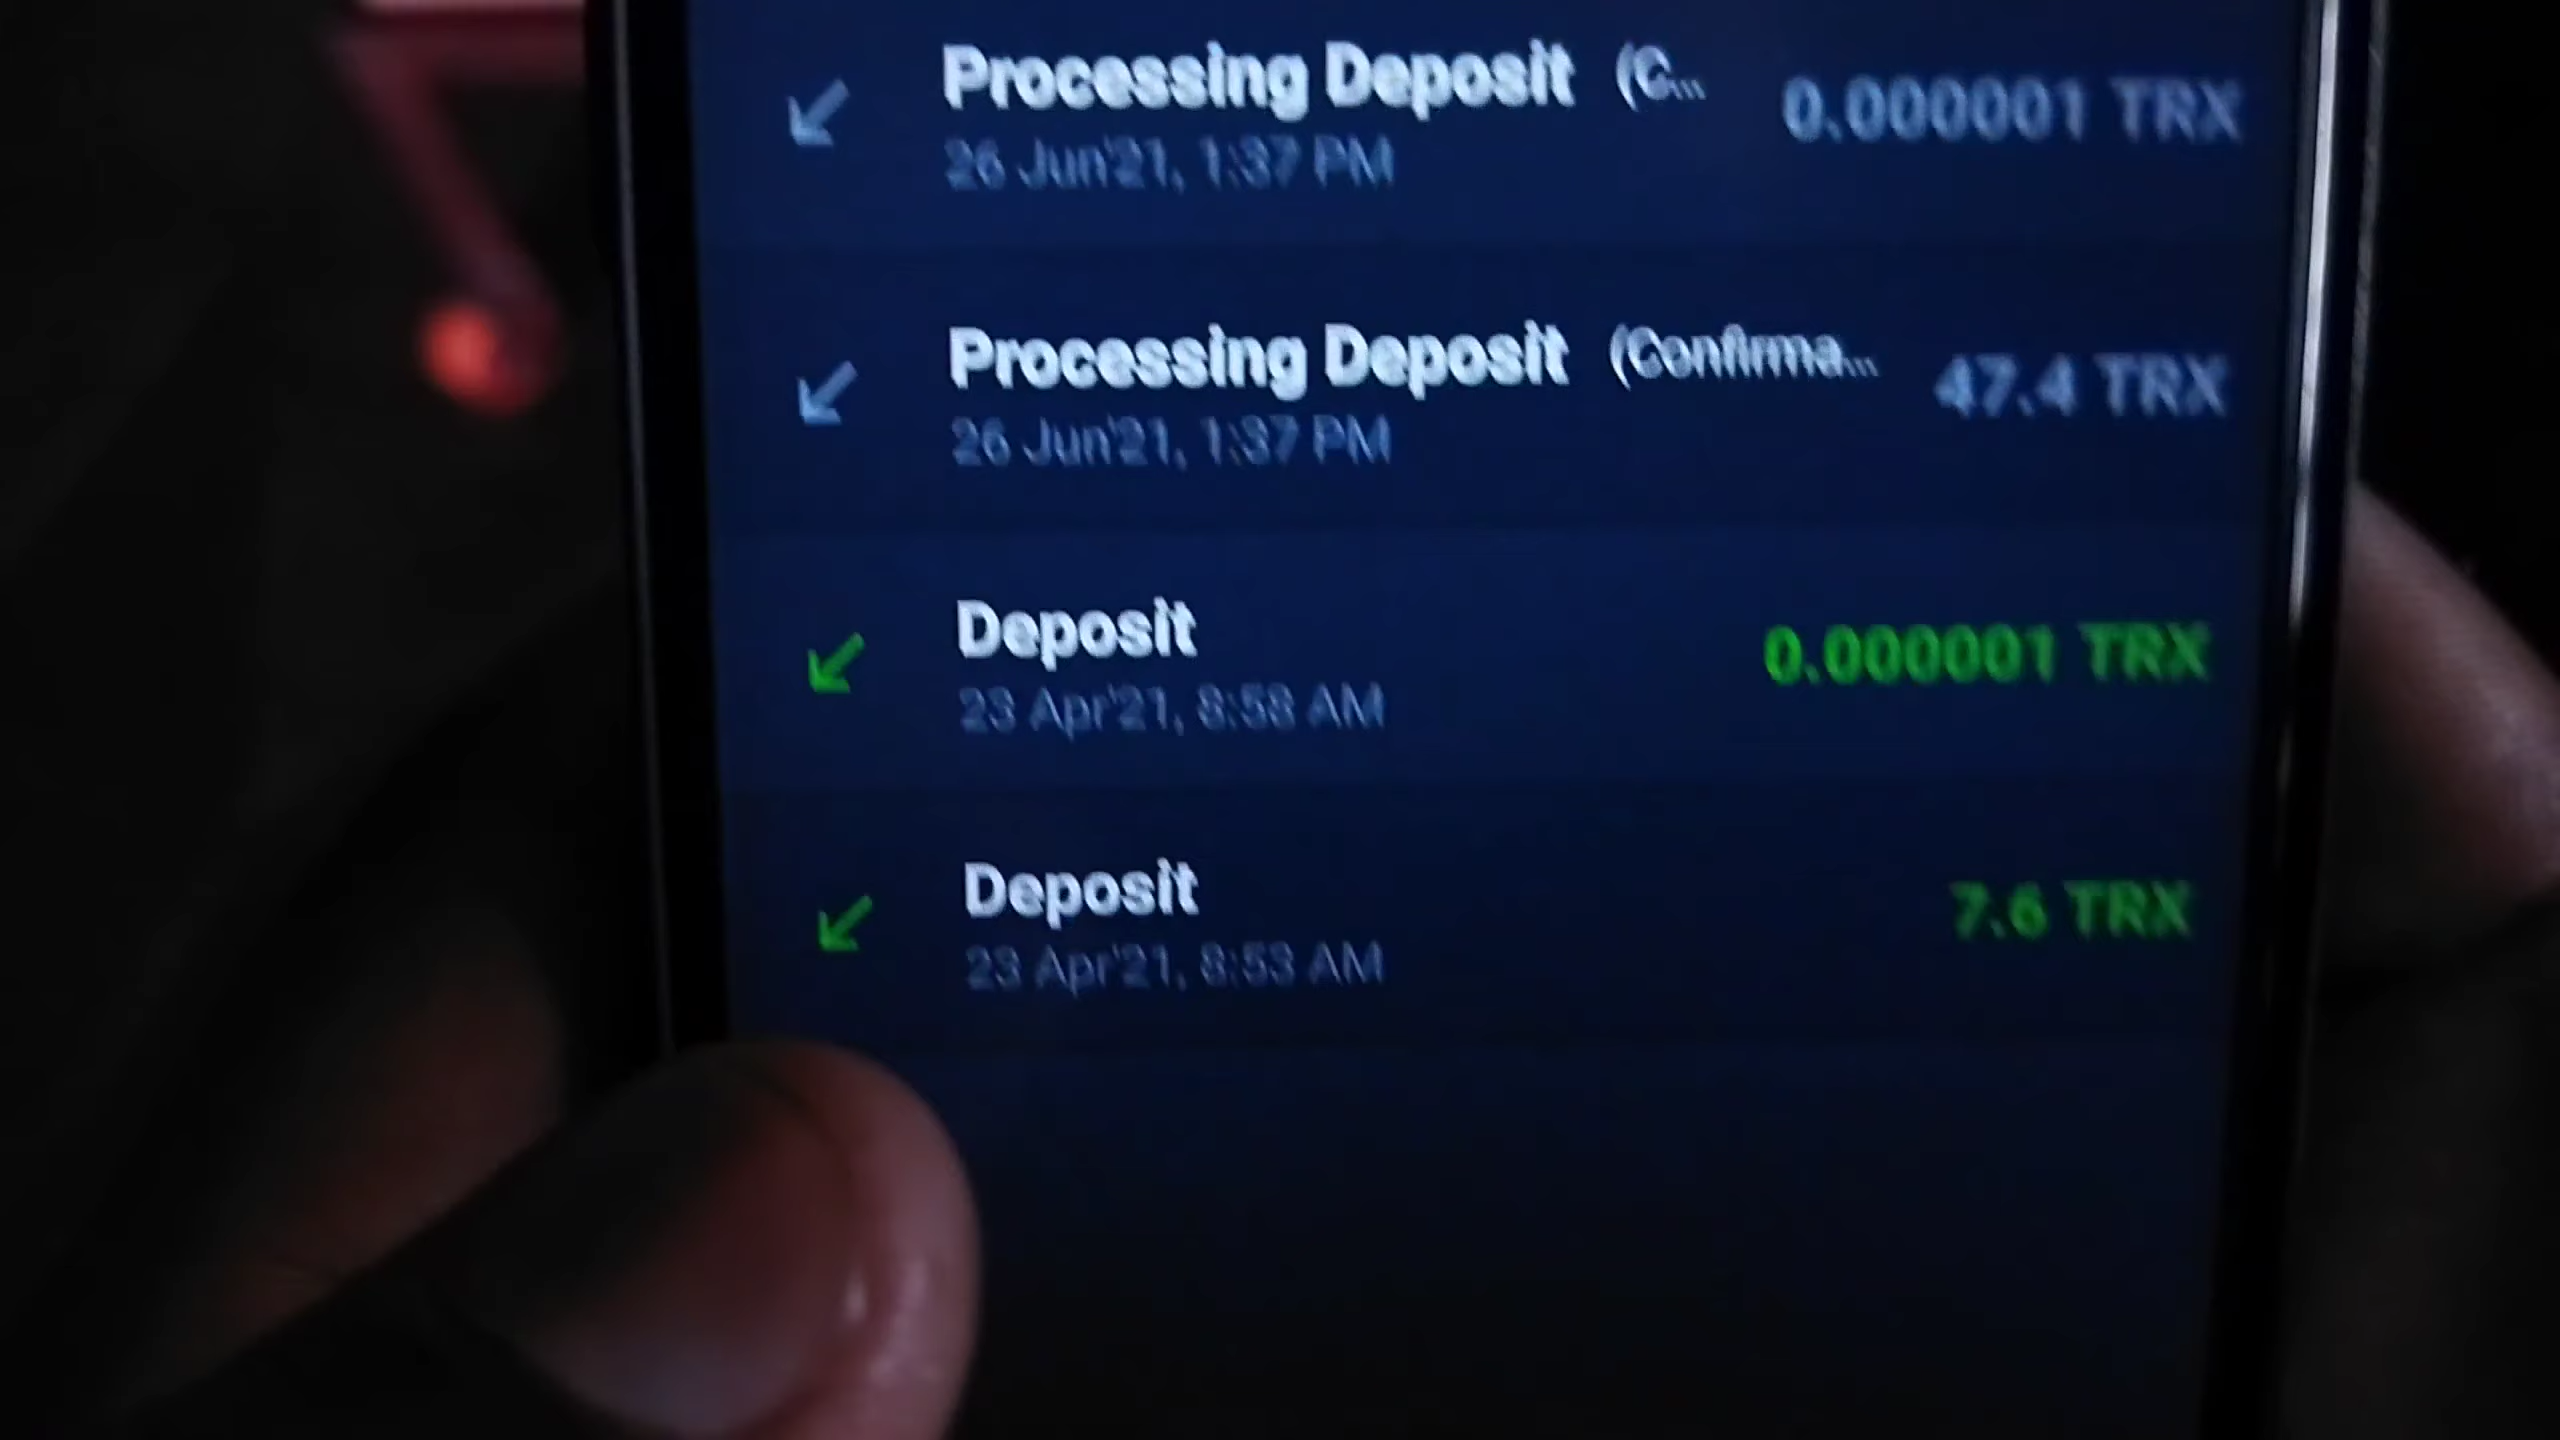 Processing Deposit (C...
0.000001 TRX
26 Jun'21, 1:37 PM
Processing Deposit (Confirma...
47.4 TRX
26 Jun'21, 1:37 PM
Deposit
0.000001 TRX
23 Apr'21, 8:58 AM
Deposit
7.6 TRX
23 Apr'21, 8:53 AM